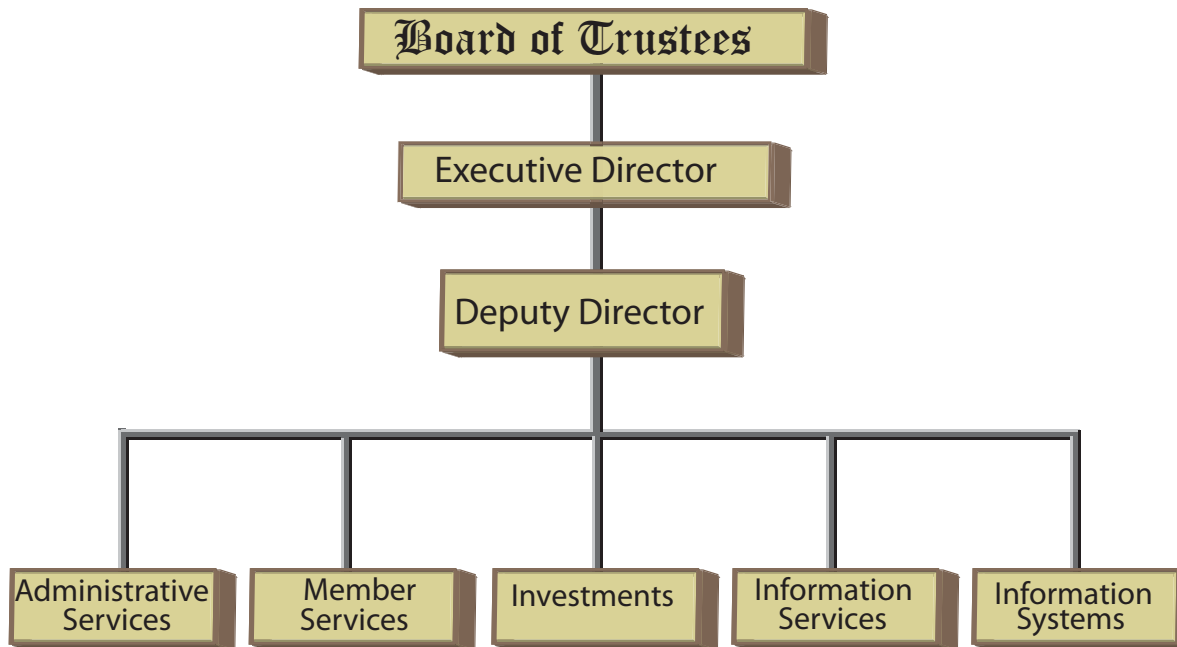 Board of Trustees
Executive Director
Deputy Director
Administrative
Services
Member
Services
Investments
Information
Services
Information
Systems